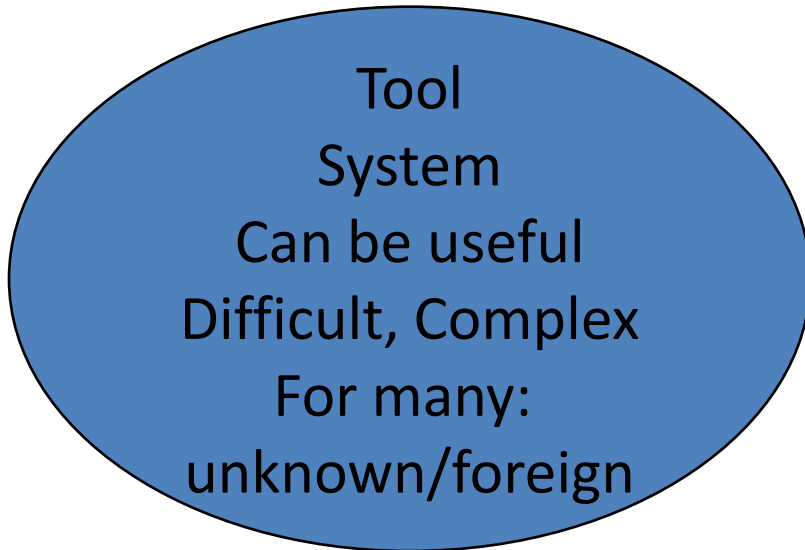 Tool
System
Can be useful
Difficult, Complex
For many:
unknown/foreign